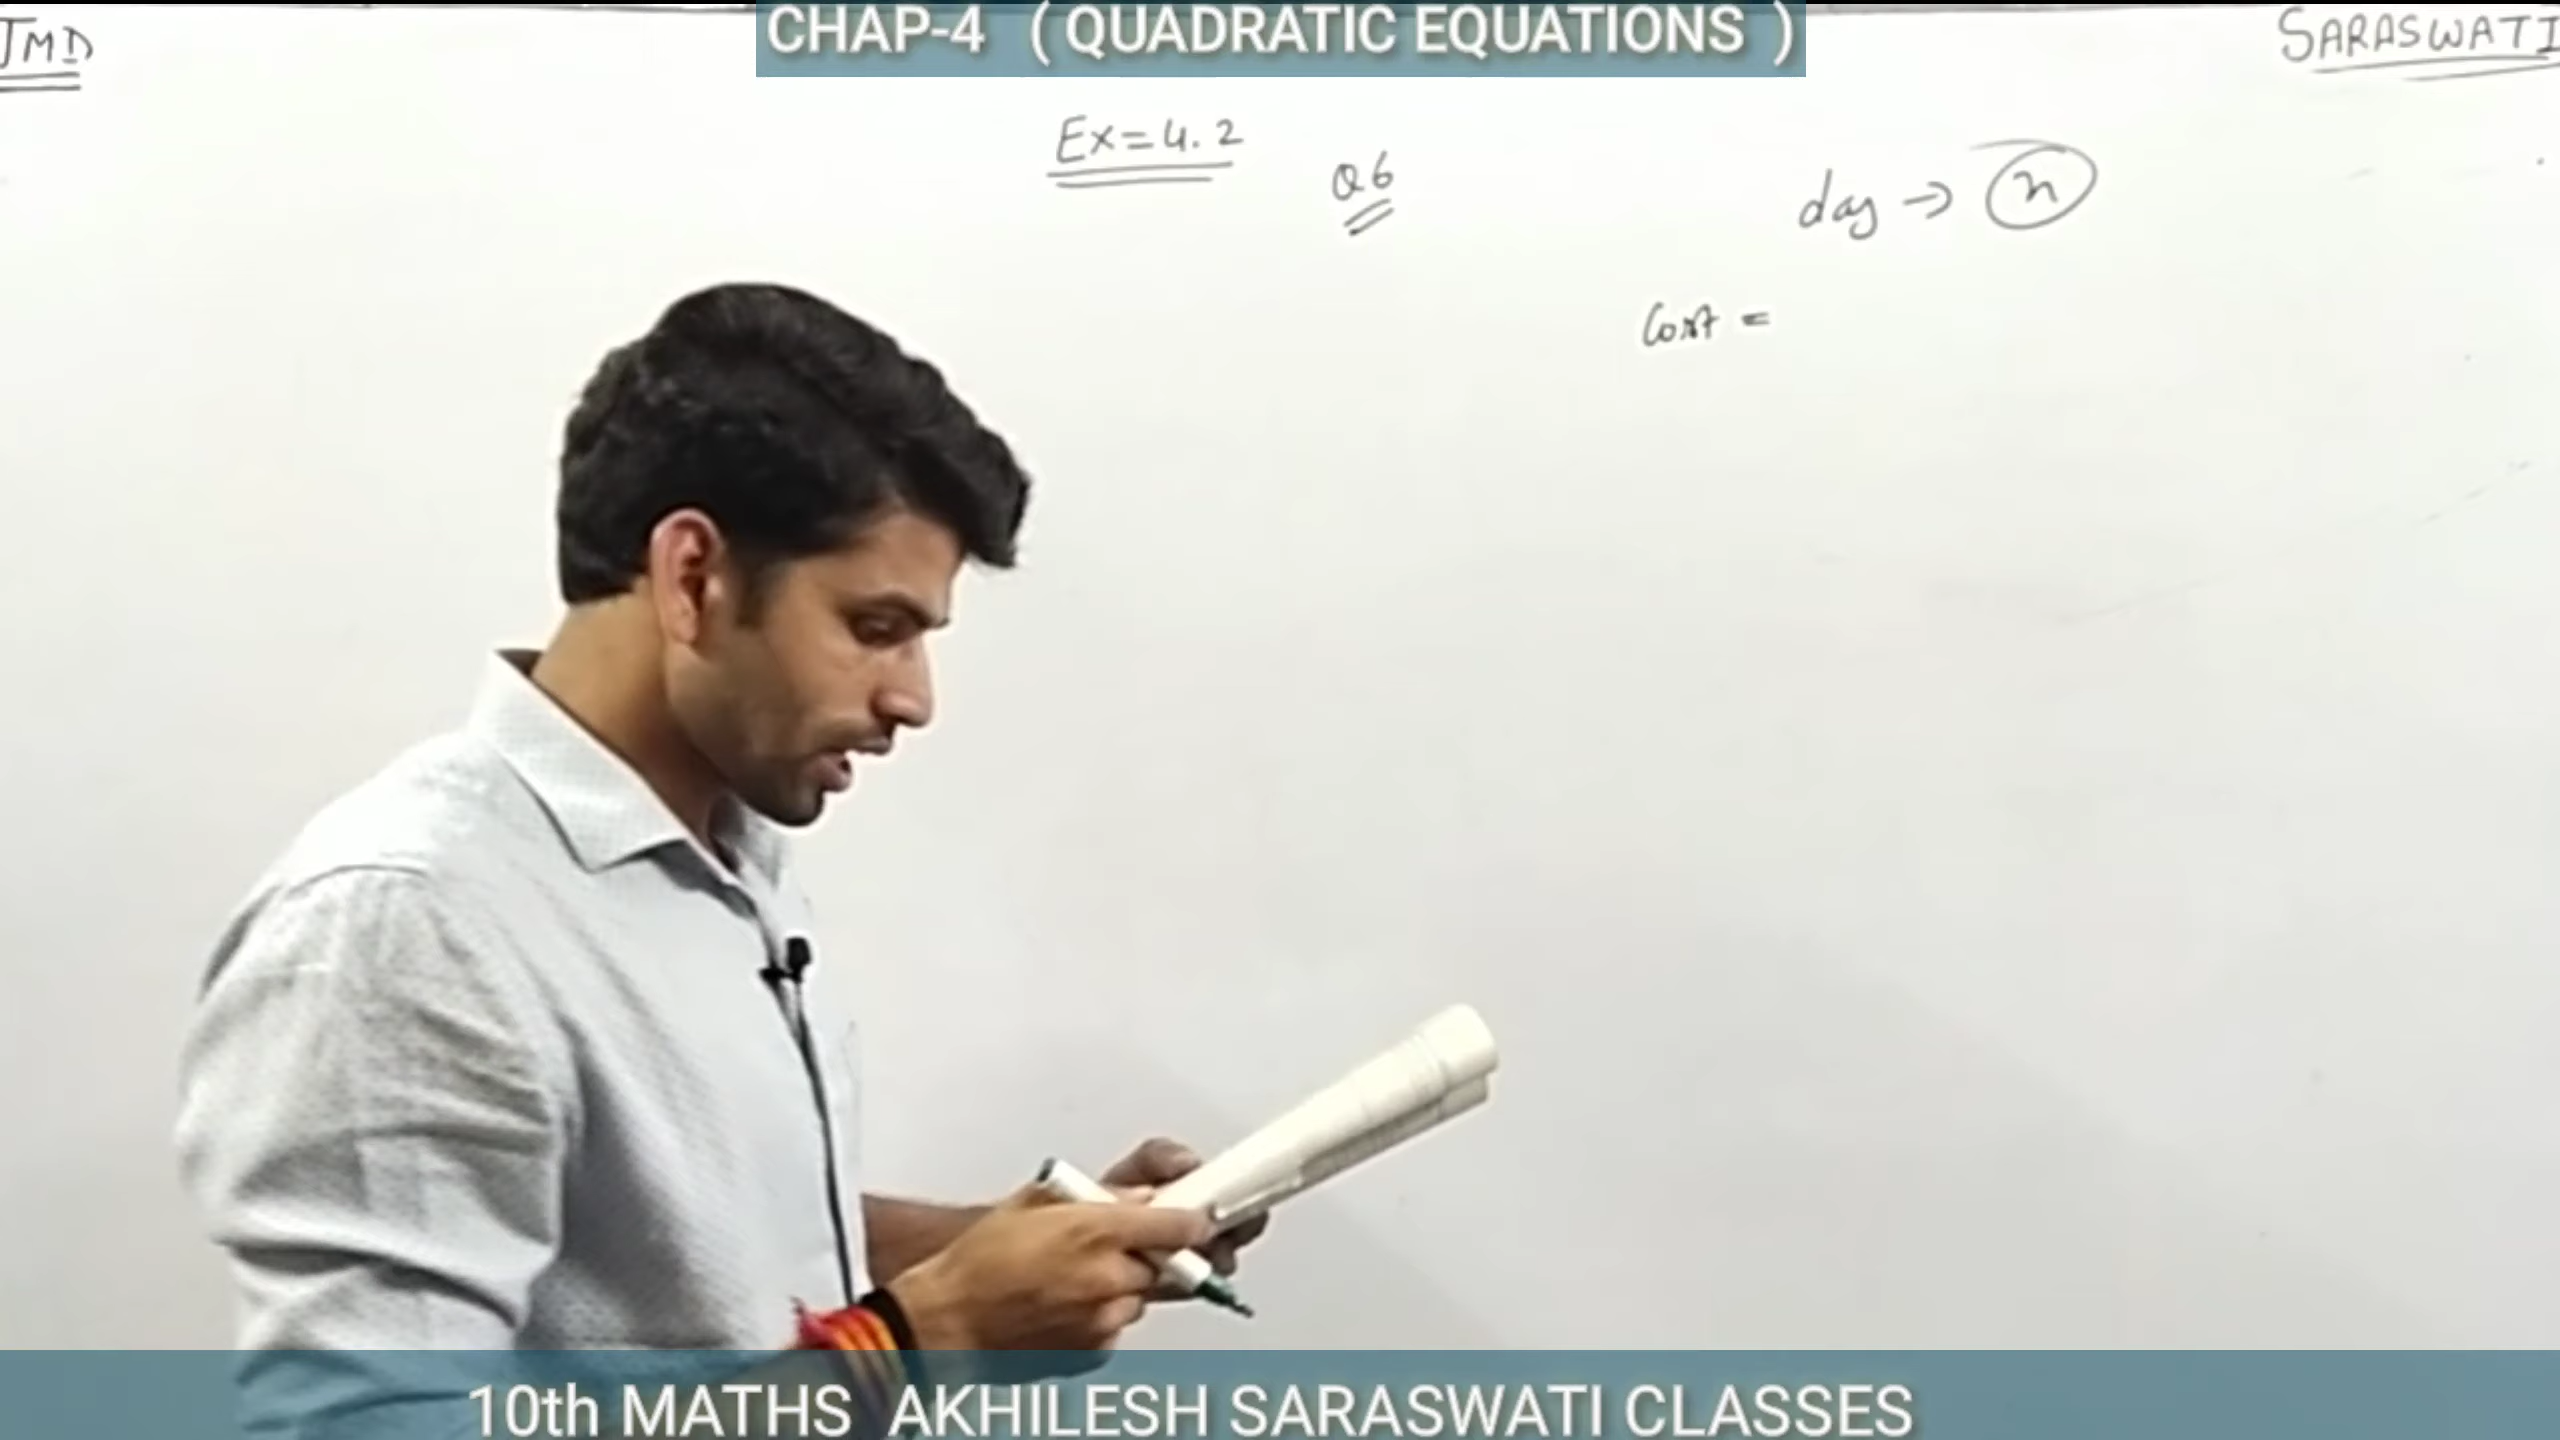 CHAP-4 ( QUADRATIC EQUATIONS )
JMD
SARASWATI
Ex=4.2
Q6
day → x
Cost =
10th MATHS AKHILESH SARASWATI CLASSES